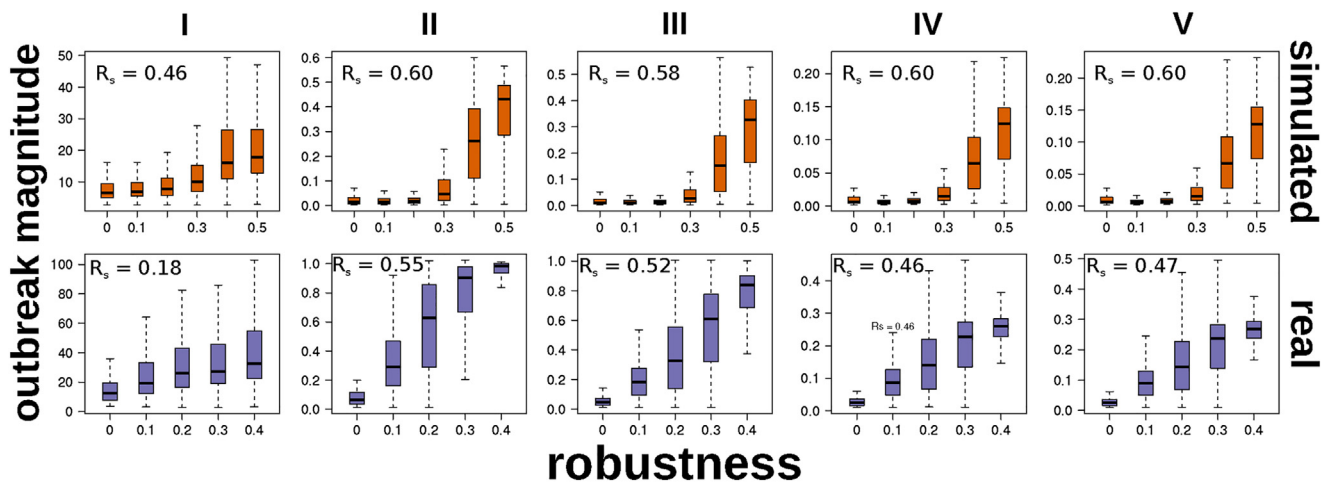 I II III IV V
outbreak magnitude
simulated
real
50 40 30 20 10
Rs = 0.46
0 0.1 0.3 0.5
0.6 0.5 0.4 0.3 0.2 0.1 0.0
Rs = 0.60
0 0.1 0.3 0.5
0.5 0.4 0.3 0.2 0.1 0.0
Rs = 0.58
0 0.1 0.3 0.5
0.20 0.15 0.10 0.05 0.00
Rs = 0.60
0 0.1 0.3 0.5
0.20 0.15 0.10 0.05 0.00
Rs = 0.60
0 0.1 0.3 0.5
100 80 60 40 20 0
Rs = 0.18
0 0.1 0.2 0.3 0.4
1.0 0.8 0.6 0.4 0.2 0.0
Rs = 0.55
0 0.1 0.2 0.3 0.4
1.0 0.8 0.6 0.4 0.2 0.0
Rs = 0.52
0 0.1 0.2 0.3 0.4
0.4 0.3 0.2 0.1 0.0
Rs = 0.46
Rs = 0.46
0 0.1 0.2 0.3 0.4
0.5 0.4 0.3 0.2 0.1 0.0
Rs = 0.47
0 0.1 0.2 0.3 0.4
robustness